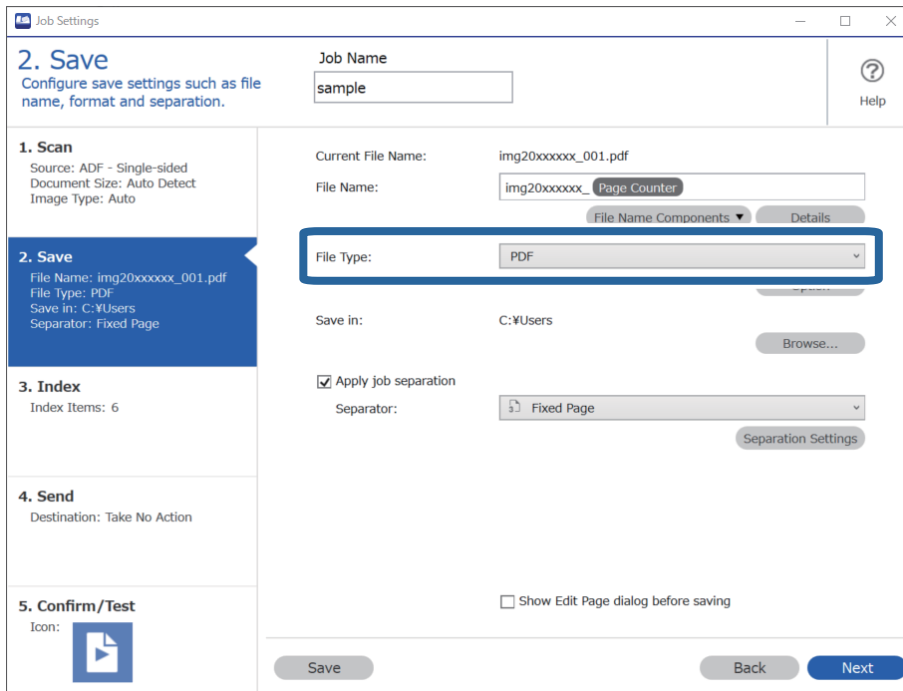 Job Settings
2. Save
Configure save settings such as file
name, format and separation.
Job Name
sample
Help
1. Scan
Source: ADF - Single-sided
Document Size: Auto Detect
Image Type: Auto
2. Save
File Name: img20xxxxxx_001.pdf
File Type: PDF
Save in: C:¥Users
Separator: Fixed Page
3. Index
Index Items: 6
4. Send
Destination: Take No Action
5. Confirm/Test
Icon:
Current File Name: img20xxxxxx_001.pdf
File Name: img20xxxxxx_ Page Counter
File Name Components ▼ Details
File Type: PDF
Save in: C:¥Users
Browse...
Apply job separation
Separator: Fixed Page
Separation Settings
Show Edit Page dialog before saving
Save Back Next